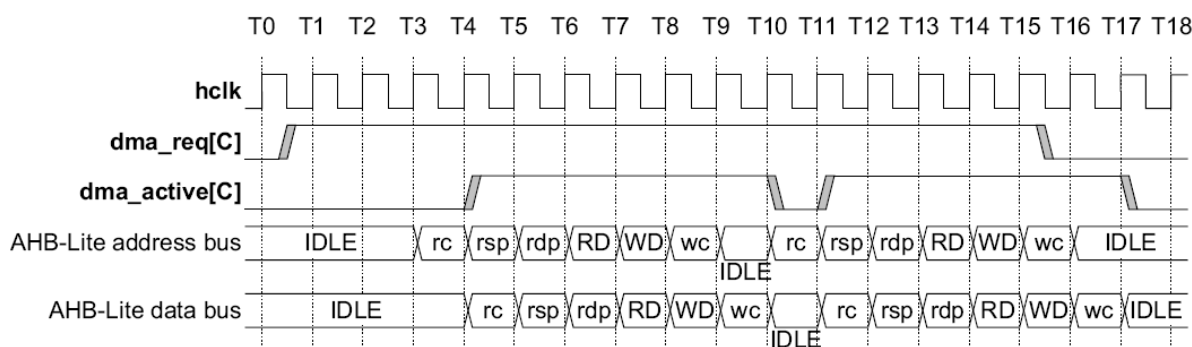 T0 T1 T2 T3 T4 T5 T6 T7 T8 T9 T10 T11 T12 T13 T14 T15 T16 T17 T18
hclk
dma_req[C]
dma_active[C]
AHB-Lite address bus IDLE rc rsp rdp RD WD wc rc rsp rdp RD WD wc IDLE
IDLE
AHB-Lite data bus IDLE rc rsp rdp RD WD wc rc rsp rdp RD WD wc IDLE
IDLE